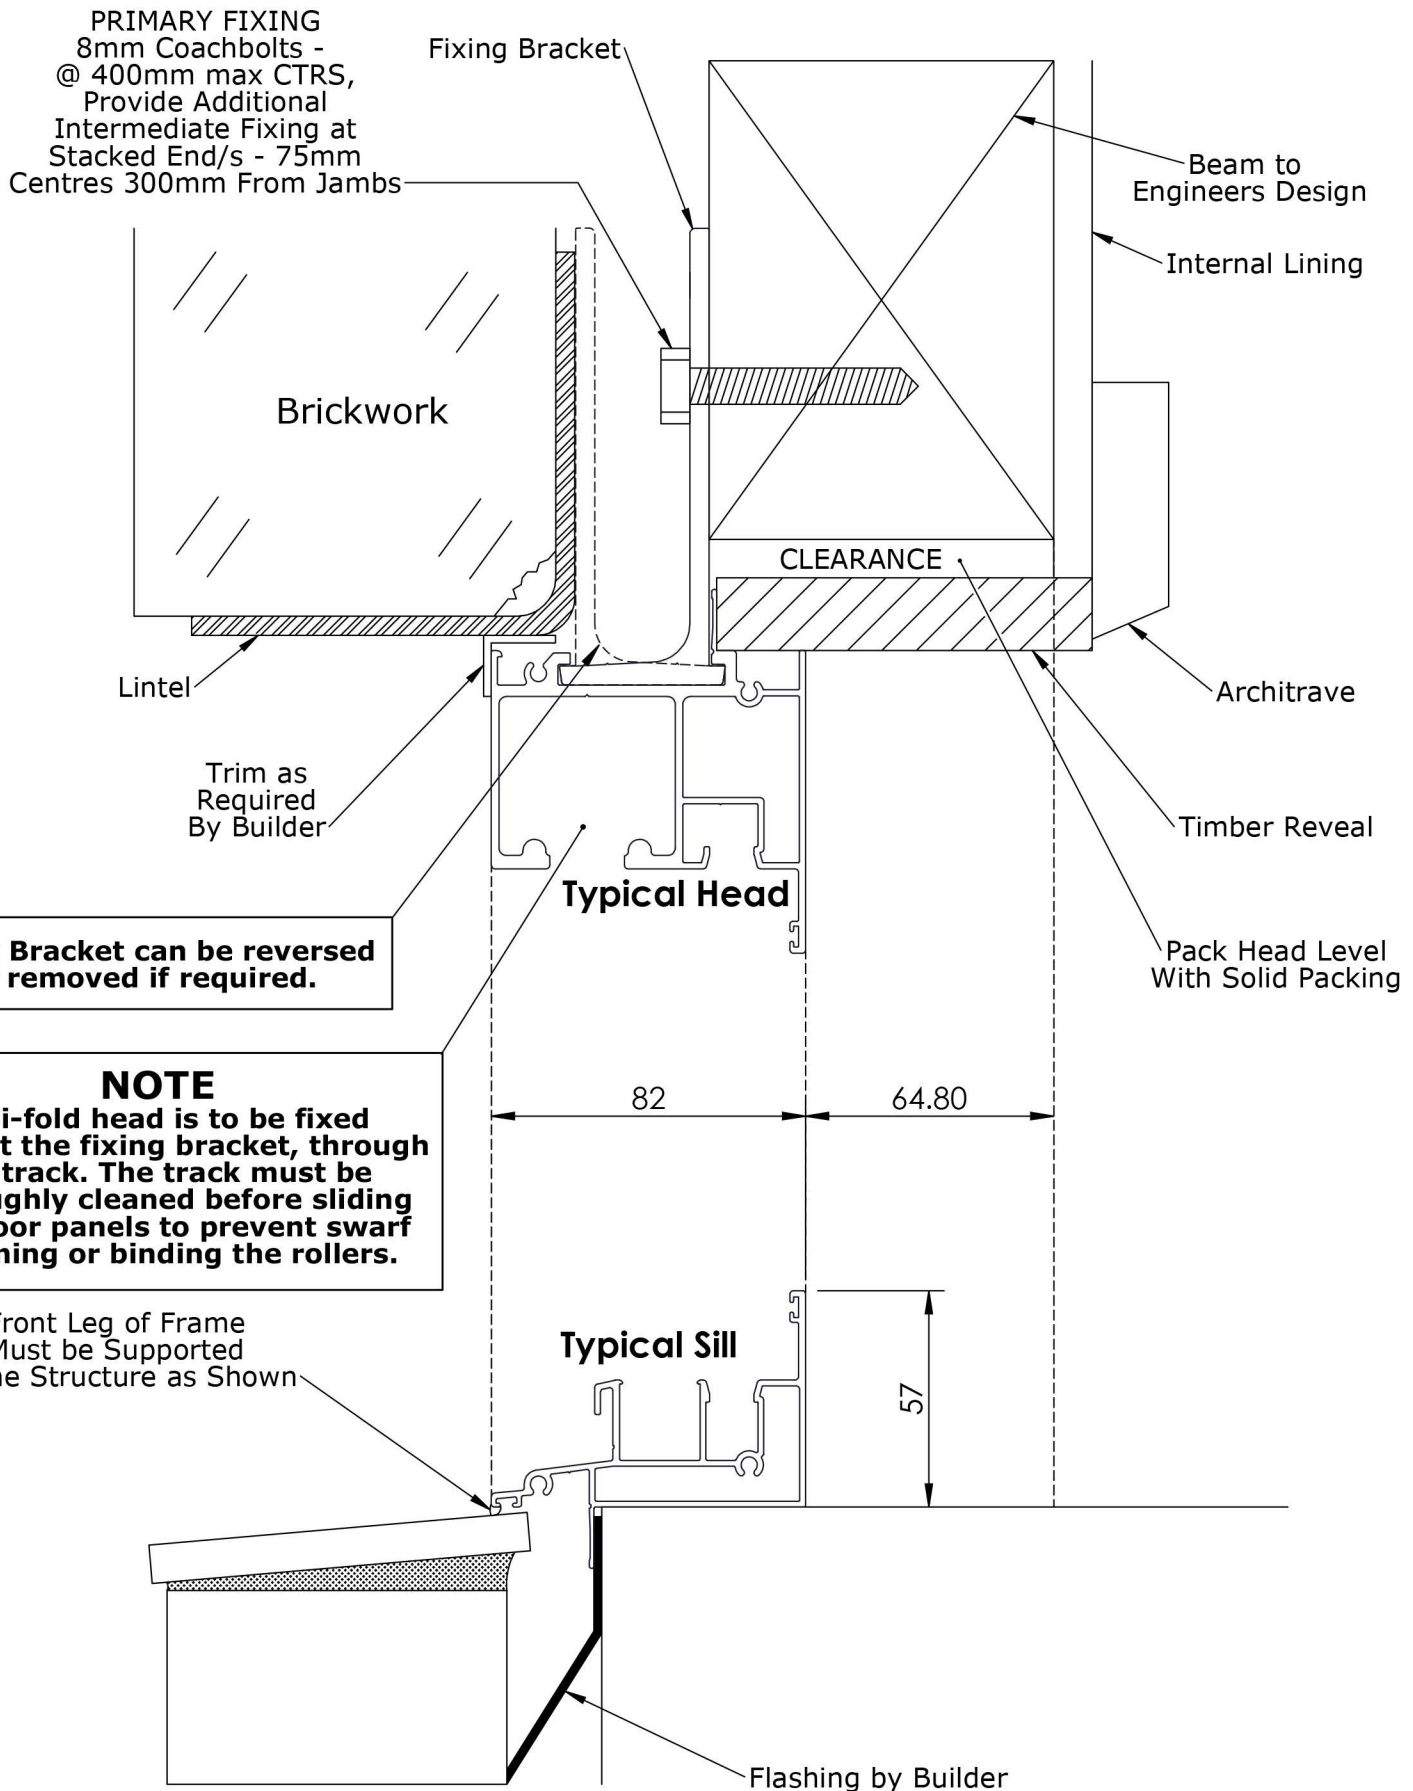 PRIMARY FIXING
8mm Coachbolts -
@ 400mm max CTRS,
Provide Additional
Intermediate Fixing at
Stacked End/s - 75mm
Centres 300mm From Jambs
Fixing Bracket
Beam to
Engineers Design
Internal Lining
Brickwork
CLEARANCE
Lintel
Architrave
Trim as
Required
By Builder
Timber Reveal
Typical Head
Bracket can be reversed
removed if required.
Pack Head Level
With Solid Packing
NOTE
i-fold head is to be fixed
t the fixing bracket, through
track. The track must be
ughly cleaned before sliding
oor panels to prevent swarf
ning or binding the rollers.
82
64.80
Front Leg of Frame
Must be Supported
ne Structure as Shown
Typical Sill
57
Flashing by Builder